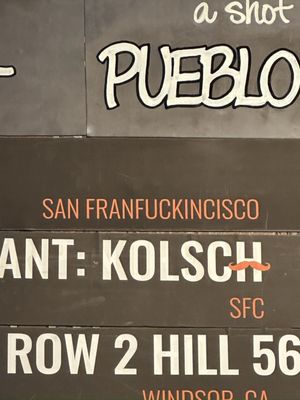 a shot
PUEBLO
SAN FRANFUCKINCISCO
ANT: KOLSCH
SFC
ROW 2 HILL 56
WINDSOR, CA